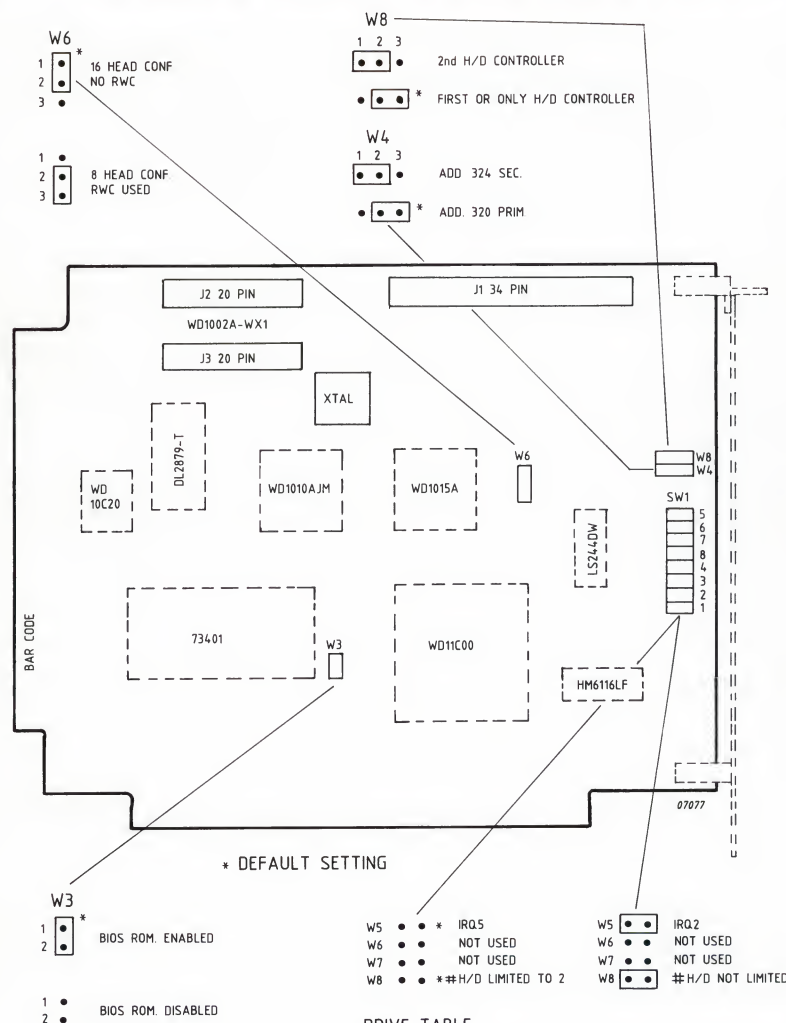 W6
1 *
2
3
16 HEAD CONF
NO RWC
1
2
3
8 HEAD CONF
RWC USED
W8
1 2 3
2nd H/D CONTROLLER
* FIRST OR ONLY H/D CONTROLLER
W4
1 2 3
ADD 324 SEC.
* ADD. 320 PRIM
J2 20 PIN
J1 34 PIN
WD1002A-WX1
J3 20 PIN
XTAL
DL2879-T
WD
10C20
WD1010AJM
WD1015A
W6
W8
W4
SW1
5
6
7
8
4
3
2
1
LS244DW
BAR CODE
73401
W3
WD11C00
HM6116LF
07077
* DEFAULT SETTING
W3
1 *
2
BIOS ROM. ENABLED
1
2
BIOS ROM. DISABLED
W5 * IRQ5
W6 NOT USED
W7 NOT USED
W8 *#H/D LIMITED TO 2
W5 IRQ2
W6 NOT USED
W7 NOT USED
W8 #H/D NOT LIMITED
DRIVE TABLE